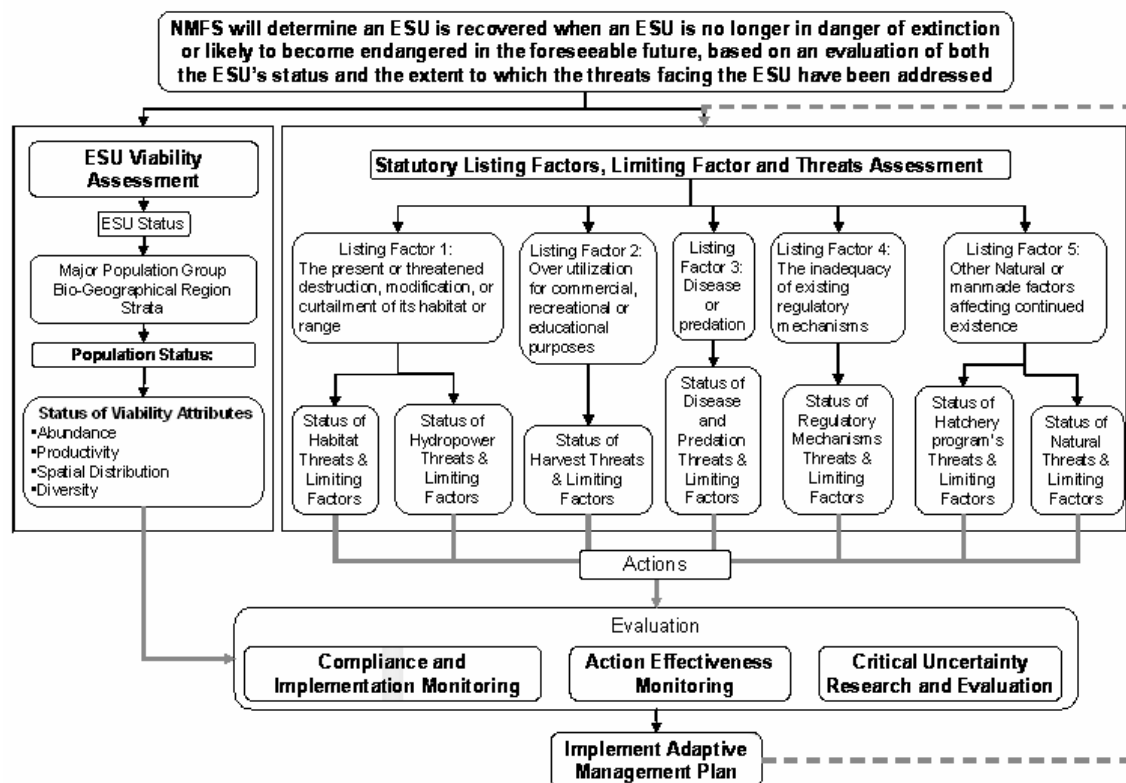 NMFS will determine an ESU is recovered when an ESU is no longer in danger of extinction
or likely to become endangered in the foreseeable future, based on an evaluation of both
the ESU's status and the extent to which the threats facing the ESU have been addressed
ESU Viability
Assessment
ESU Status
Major Population Group
Bio-Geographical Region
Strata
Population Status:
Status of Viability Attributes
▪Abundance
▪Productivity
▪Spatial Distribution
▪Diversity
Statutory Listing Factors, Limiting Factor and Threats Assessment
Listing Factor 1:
The present or threatened
destruction, modification, or
curtailment of its habitat or
range
Listing Factor 2:
Over utilization
for commercial,
recreational or
educational
purposes
Listing
Factor 3:
Disease
or
predation
Listing Factor 4:
The inadequacy
of existing
regulatory
mechanisms
Listing Factor 5:
Other Natural or
manmade factors
affecting continued
existence
Status of
Habitat
Threats &
Limiting
Factors
Status of
Hydropower
Threats &
Limiting
Factors
Status of
Harvest Threats
& Limiting
Factors
Status of
Disease
and
Predation
Threats &
Limiting
Factors
Status of
Regulatory
Mechanisms
Threats &
Limiting
Factors
Status of
Hatchery
program's
Threats &
Limiting
Factors
Status of
Natural
Threats &
Limiting
Factors
Actions
Evaluation
Compliance and
Implementation Monitoring
Action Effectiveness
Monitoring
Critical Uncertainty
Research and Evaluation
Implement Adaptive
Management Plan